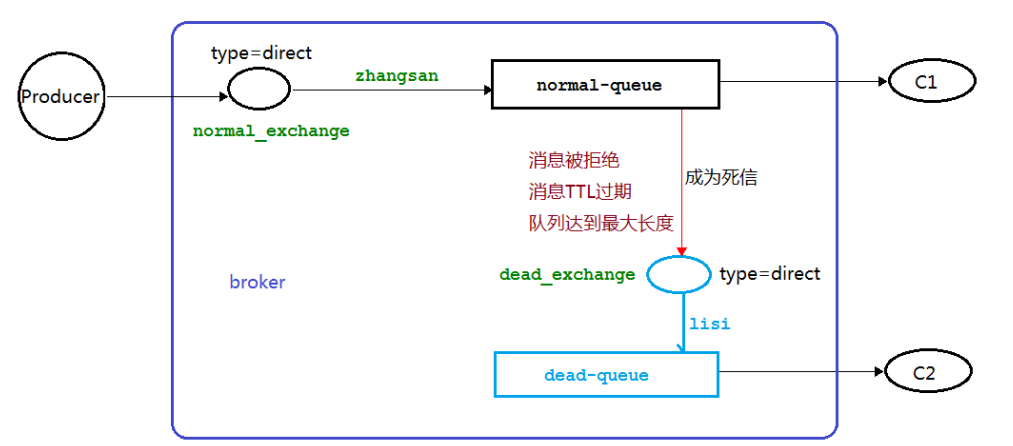 type=direct
Producer
zhangsan
normal_exchange
normal-queue
C1
消息被拒绝
消息TTL过期
队列达到最大长度
成为死信
broker
dead_exchange
type=direct
lisi
dead-queue
C2